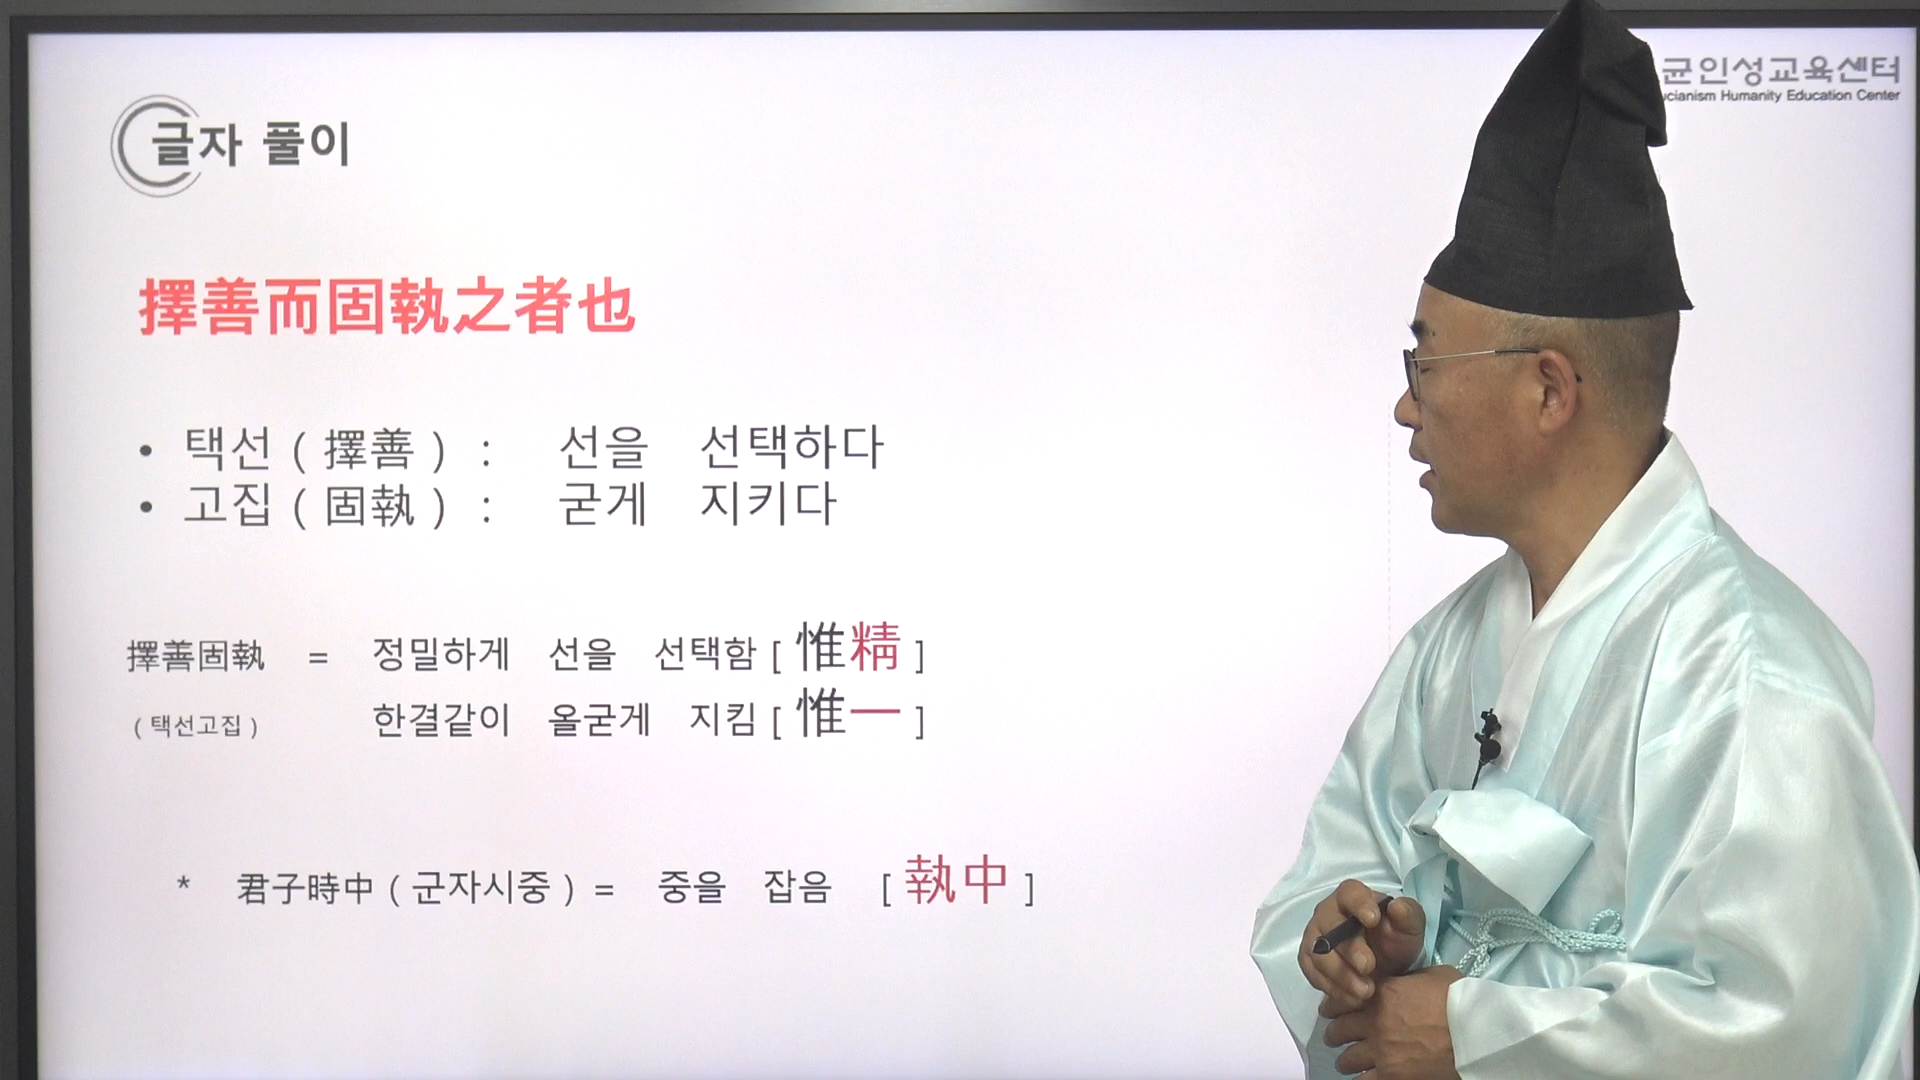 균인성교육센터
cianism Humanity Education Center
글자 풀이
擇善而固執之者也
• 택선 ( 擇善 ) : 선을 선택하다
• 고집 ( 固執 ) : 굳게 지키다
擇善固執 = 정밀하게 선을 선택함 [ 惟精 ]
( 택선고집 ) 한결같이 올굳게 지킴 [ 惟一 ]
* 君子時中 ( 군자시중 ) = 중을 잡음 [ 執中 ]